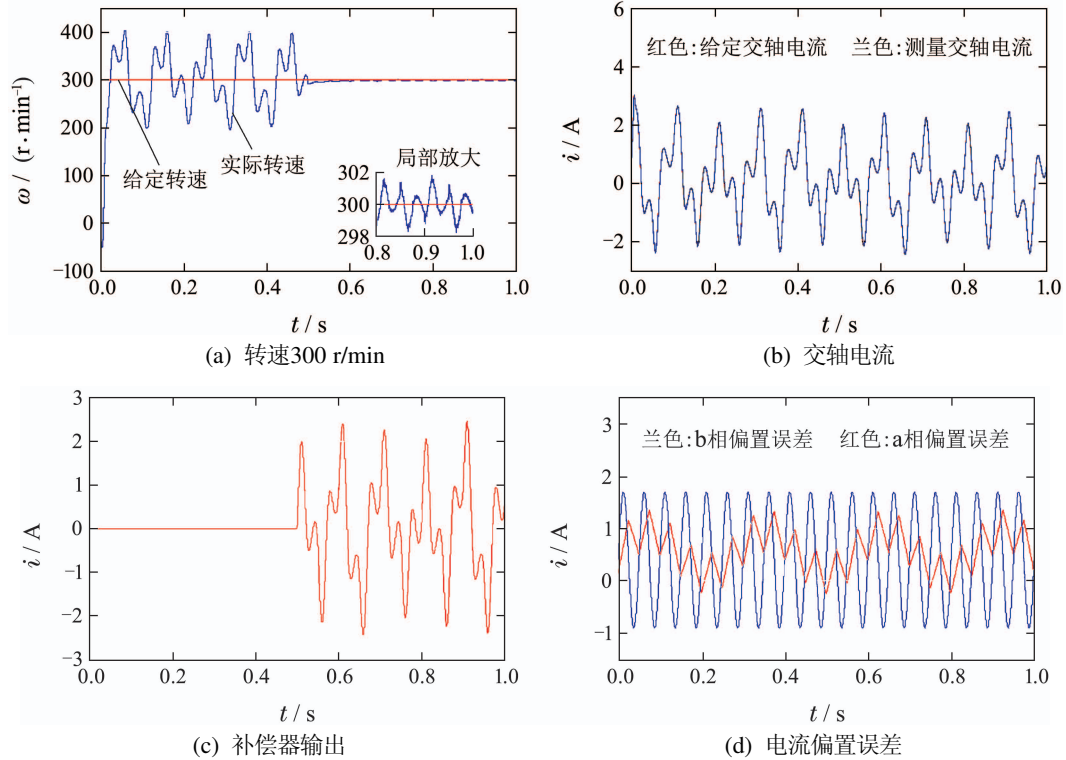 ω / (r·min⁻¹)
400
300
200
100
0
−100
给定转速
实际转速
局部放大
302
300
298
0.8 0.9 1.0
0.0 0.2 0.4 0.6 0.8 1.0
t / s
(a) 转速300 r/min
i / A
6
4
2
0
−2
红色:给定交轴电流 兰色:测量交轴电流
0.0 0.2 0.4 0.6 0.8 1.0
t / s
(b) 交轴电流
i / A
3
2
1
0
−1
−2
−3
0.0 0.2 0.4 0.6 0.8 1.0
t / s
(c) 补偿器输出
i / A
3
2
1
0
−1
兰色:b相偏置误差 红色:a相偏置误差
0.0 0.2 0.4 0.6 0.8 1.0
t / s
(d) 电流偏置误差